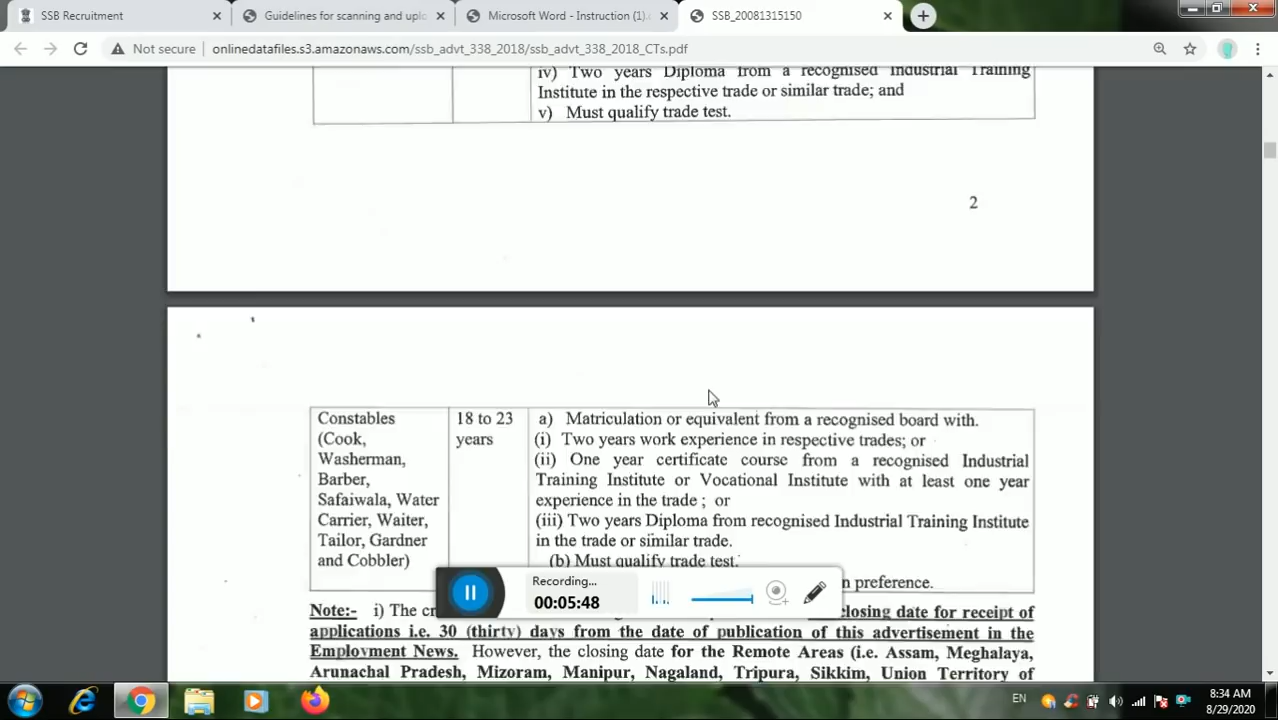 SSB Recruitment
Guidelines for scanning and uplo
Microsoft Word - Instruction (1).
SSB_20081315150
Not secure
onlinedatafiles.s3.amazonaws.com/ssb_advt_338_2018/ssb_advt_338_2018_CTs.pdf
iv) Two years Diploma from a recognised Industrial Training
Institute in the respective trade or similar trade; and
v) Must qualify trade test.
2
Constables
(Cook,
Washerman,
Barber,
Safaiwala, Water
Carrier, Waiter,
Tailor, Gardner
and Cobbler)
18 to 23
years
a) Matriculation or equivalent from a recognised board with.
(i) Two years work experience in respective trades; or
(ii) One year certificate course from a recognised Industrial
Training Institute or Vocational Institute with at least one year
experience in the trade ; or
(iii) Two years Diploma from recognised Industrial Training Institute
in the trade or similar trade.
(b) Must qualify trade test.
n preference.
Recording...
00:05:48
Note:- i) The cr
closing date for receipt of
applications i.e. 30 (thirty) days from the date of publication of this advertisement in the
Employment News. However, the closing date for the Remote Areas (i.e. Assam, Meghalaya,
Arunachal Pradesh, Mizoram, Manipur, Nagaland, Tripura, Sikkim, Union Territory of
EN
8:34 AM
8/29/2020